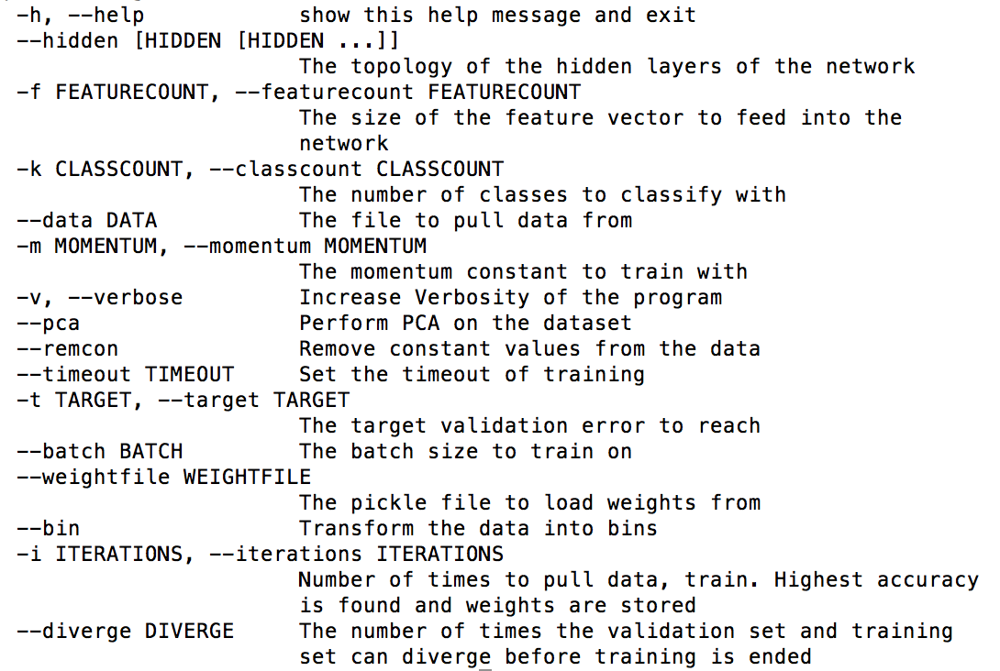 -h, --help            show this help message and exit
--hidden [HIDDEN [HIDDEN ...]]
                      The topology of the hidden layers of the network
-f FEATURECOUNT, --featurecount FEATURECOUNT
                      The size of the feature vector to feed into the
                      network
-k CLASSCOUNT, --classcount CLASSCOUNT
                      The number of classes to classify with
--data DATA           The file to pull data from
-m MOMENTUM, --momentum MOMENTUM
                      The momentum constant to train with
-v, --verbose         Increase Verbosity of the program
--pca                 Perform PCA on the dataset
--remcon              Remove constant values from the data
--timeout TIMEOUT     Set the timeout of training
-t TARGET, --target TARGET
                      The target validation error to reach
--batch BATCH         The batch size to train on
--weightfile WEIGHTFILE
                      The pickle file to load weights from
--bin                 Transform the data into bins
-i ITERATIONS, --iterations ITERATIONS
                      Number of times to pull data, train. Highest accuracy
                      is found and weights are stored
--diverge DIVERGE     The number of times the validation set and training
                      set can diverge before training is ended